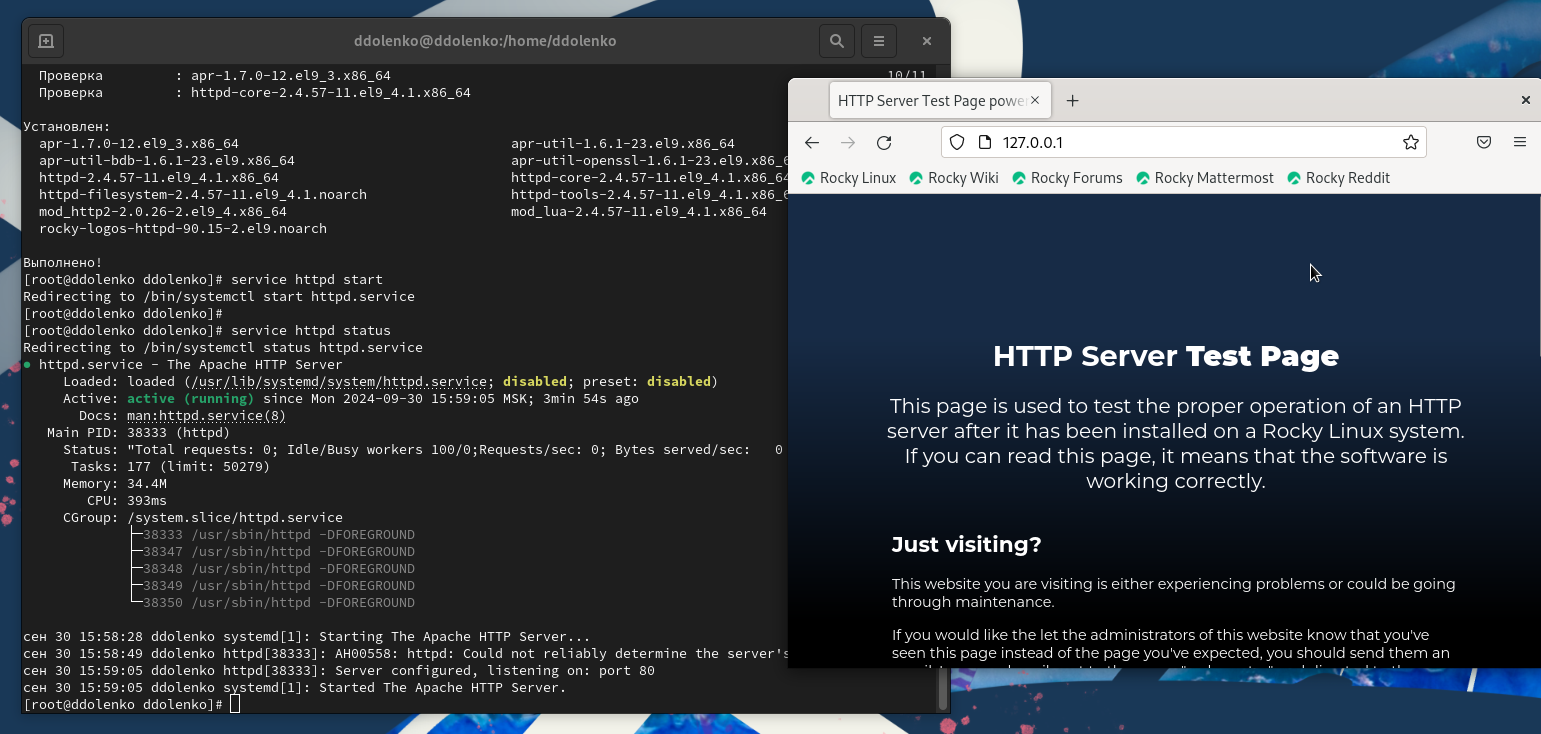 ddolenko@ddolenko:/home/ddolenko
Проверка : apr-1.7.0-12.el9_3.x86_64 10/11
Проверка : httpd-core-2.4.57-11.el9_4.1.x86_64
Установлен:
apr-1.7.0-12.el9_3.x86_64 apr-util-1.6.1-23.el9.x86_64
apr-util-bdb-1.6.1-23.el9.x86_64 apr-util-openssl-1.6.1-23.el9.x86_6
httpd-2.4.57-11.el9_4.1.x86_64 httpd-core-2.4.57-11.el9_4.1.x86_64
httpd-filesystem-2.4.57-11.el9_4.1.noarch httpd-tools-2.4.57-11.el9_4.1.x86_6
mod_http2-2.0.26-2.el9_4.x86_64 mod_lua-2.4.57-11.el9_4.1.x86_64
rocky-logos-httpd-90.15-2.el9.noarch
Выполнено!
[root@ddolenko ddolenko]# service httpd start
Redirecting to /bin/systemctl start httpd.service
[root@ddolenko ddolenko]#
[root@ddolenko ddolenko]# service httpd status
Redirecting to /bin/systemctl status httpd.service
● httpd.service - The Apache HTTP Server
Loaded: loaded (/usr/lib/systemd/system/httpd.service; disabled; preset: disabled)
Active: active (running) since Mon 2024-09-30 15:59:05 MSK; 3min 54s ago
Docs: man:httpd.service(8)
Main PID: 38333 (httpd)
Status: "Total requests: 0; Idle/Busy workers 100/0;Requests/sec: 0; Bytes served/sec: 0
Tasks: 177 (limit: 50279)
Memory: 34.4M
CPU: 393ms
CGroup: /system.slice/httpd.service
├─38333 /usr/sbin/httpd -DFOREGROUND
├─38347 /usr/sbin/httpd -DFOREGROUND
├─38348 /usr/sbin/httpd -DFOREGROUND
├─38349 /usr/sbin/httpd -DFOREGROUND
└─38350 /usr/sbin/httpd -DFOREGROUND
сен 30 15:58:28 ddolenko systemd[1]: Starting The Apache HTTP Server...
сен 30 15:58:49 ddolenko httpd[38333]: AH00558: httpd: Could not reliably determine the server's
сен 30 15:59:05 ddolenko httpd[38333]: Server configured, listening on: port 80
сен 30 15:59:05 ddolenko systemd[1]: Started The Apache HTTP Server.
[root@ddolenko ddolenko]#
HTTP Server Test Page powe
127.0.0.1
Rocky Linux Rocky Wiki Rocky Forums Rocky Mattermost Rocky Reddit
HTTP Server Test Page
This page is used to test the proper operation of an HTTP
server after it has been installed on a Rocky Linux system.
If you can read this page, it means that the software is
working correctly.
Just visiting?
This website you are visiting is either experiencing problems or could be going
through maintenance.
If you would like the let the administrators of this website know that you've
seen this page instead of the page you've expected, you should send them an